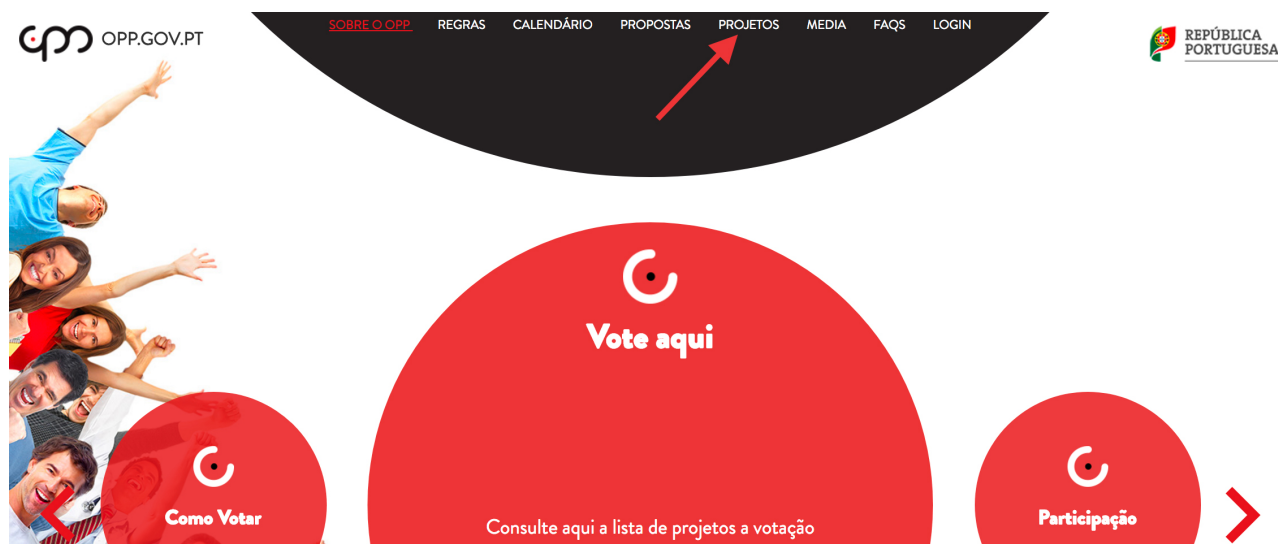 OPP.GOV.PT
SOBRE O OPP REGRAS CALENDÁRIO PROPOSTAS PROJETOS MEDIA FAQS LOGIN
REPÚBLICA
PORTUGUESA
Vote aqui
Como Votar
Consulte aqui a lista de projetos a votação
Participação